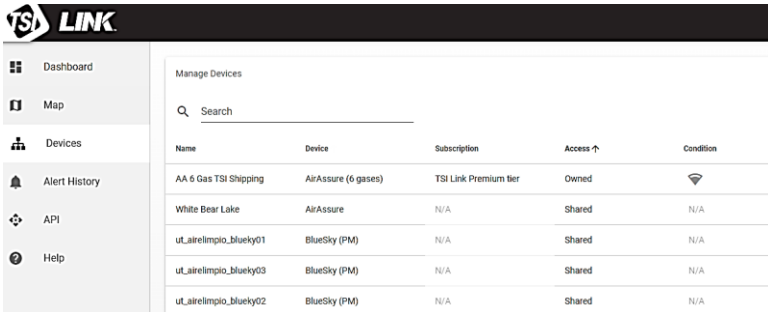 TSI LINK
Dashboard
Map
Devices
Alert History
API
Help
Manage Devices
Search
Name Device Subscription Access ↑ Condition
AA 6 Gas TSI Shipping AirAssure (6 gases) TSI Link Premium tier Owned
White Bear Lake AirAssure N/A Shared N/A
ut_airelimpio_blueky01 BlueSky (PM) N/A Shared N/A
ut_airelimpio_blueky03 BlueSky (PM) N/A Shared N/A
ut_airelimpio_blueky02 BlueSky (PM) N/A Shared N/A